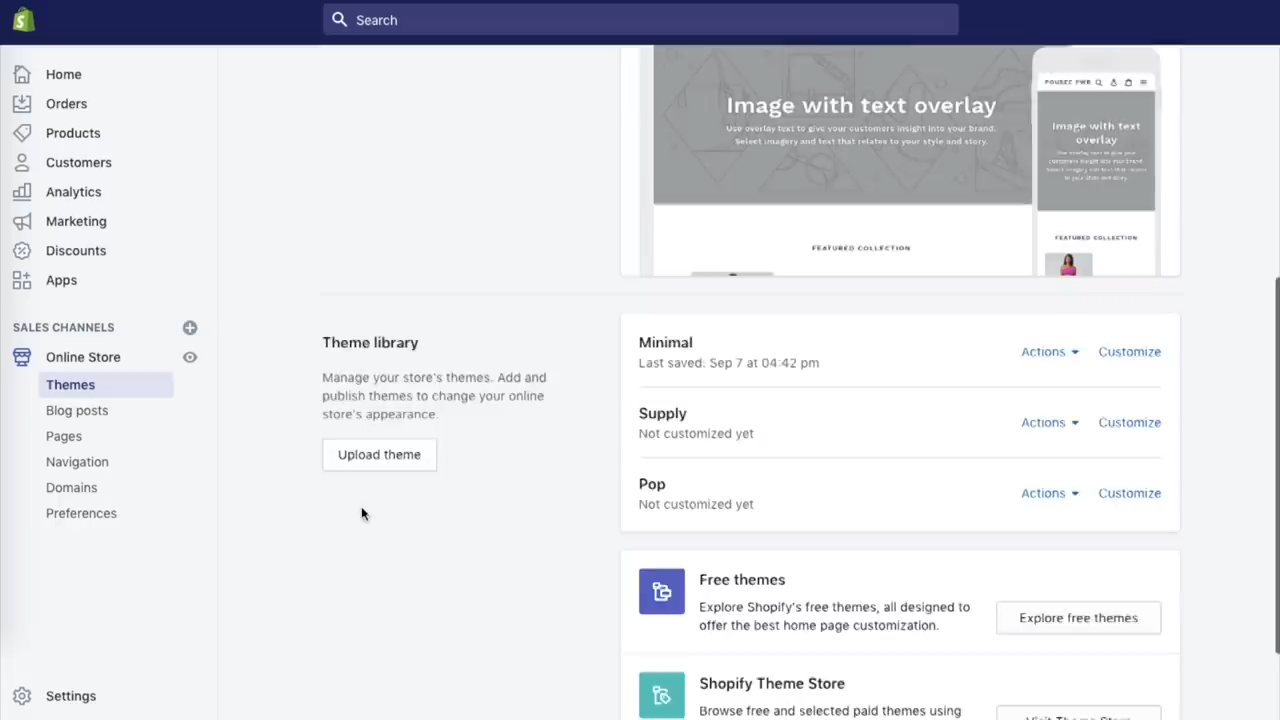 Search
Home
Orders
Products
Customers
Analytics
Marketing
Discounts
Apps
SALES CHANNELS
Online Store
Themes
Blog posts
Pages
Navigation
Domains
Preferences
Settings
Image with text overlay
Use overlay text to give your customers insight into your brand.
Select imagery and text that relates to your style and story.
FEATURED COLLECTION
Image with text
overlay
FEATURED COLLECTION
Theme library
Manage your store's themes. Add and
publish themes to change your online
store's appearance.
Upload theme
Minimal
Last saved: Sep 7 at 04:42 pm
Actions
Customize
Supply
Not customized yet
Actions
Customize
Pop
Not customized yet
Actions
Customize
Free themes
Explore Shopify's free themes, all designed to
offer the best home page customization.
Explore free themes
Shopify Theme Store
Browse free and selected paid themes using
Visit Theme Store